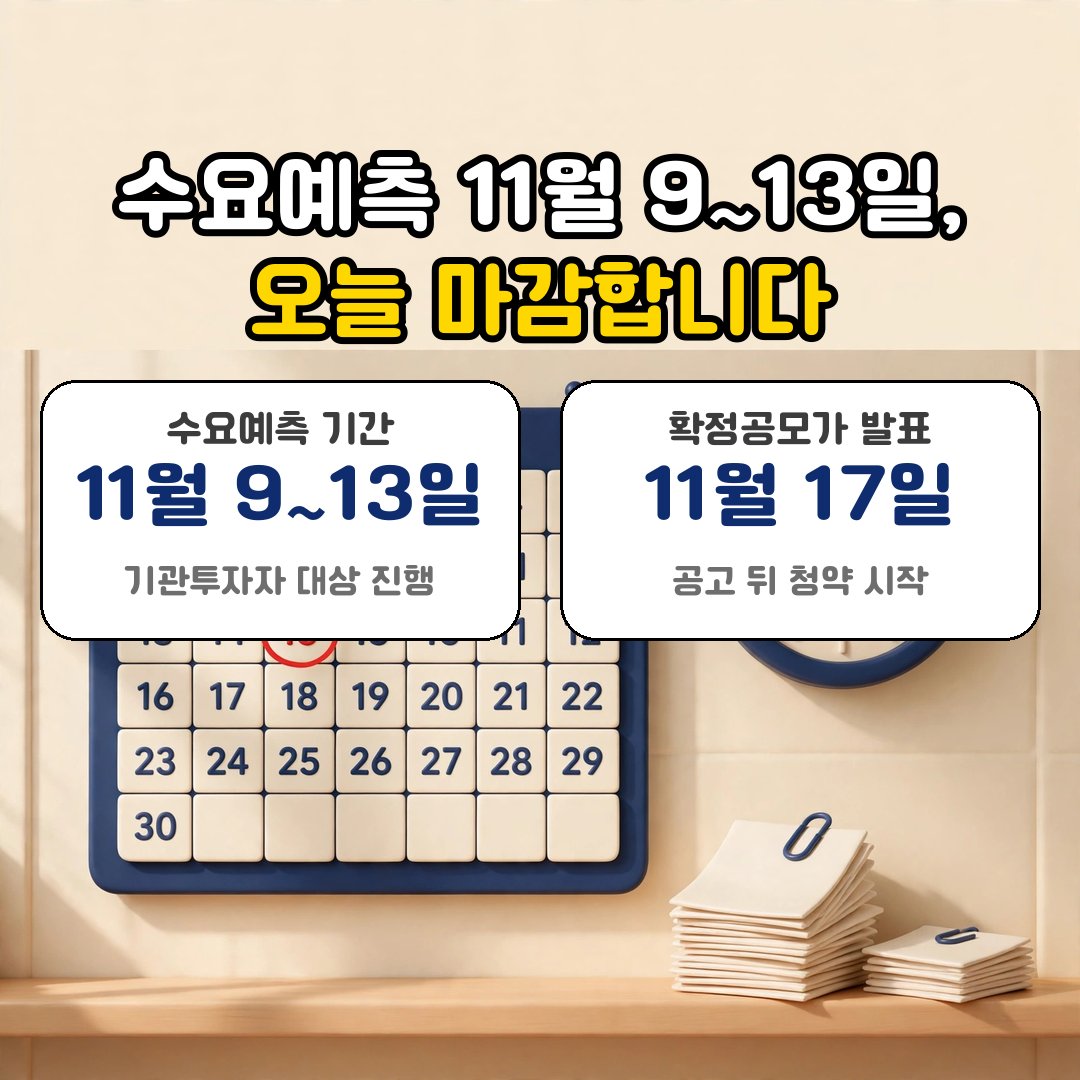 수요예측 11월 9~13일,
오늘 마감합니다
수요예측 기간
11월 9~13일
기관투자자 대상 진행
확정공모가 발표
11월 17일
공고 뒤 청약 시작
11 12
16 17 18 19 20 21 22
23 24 25 26 27 28 29
30